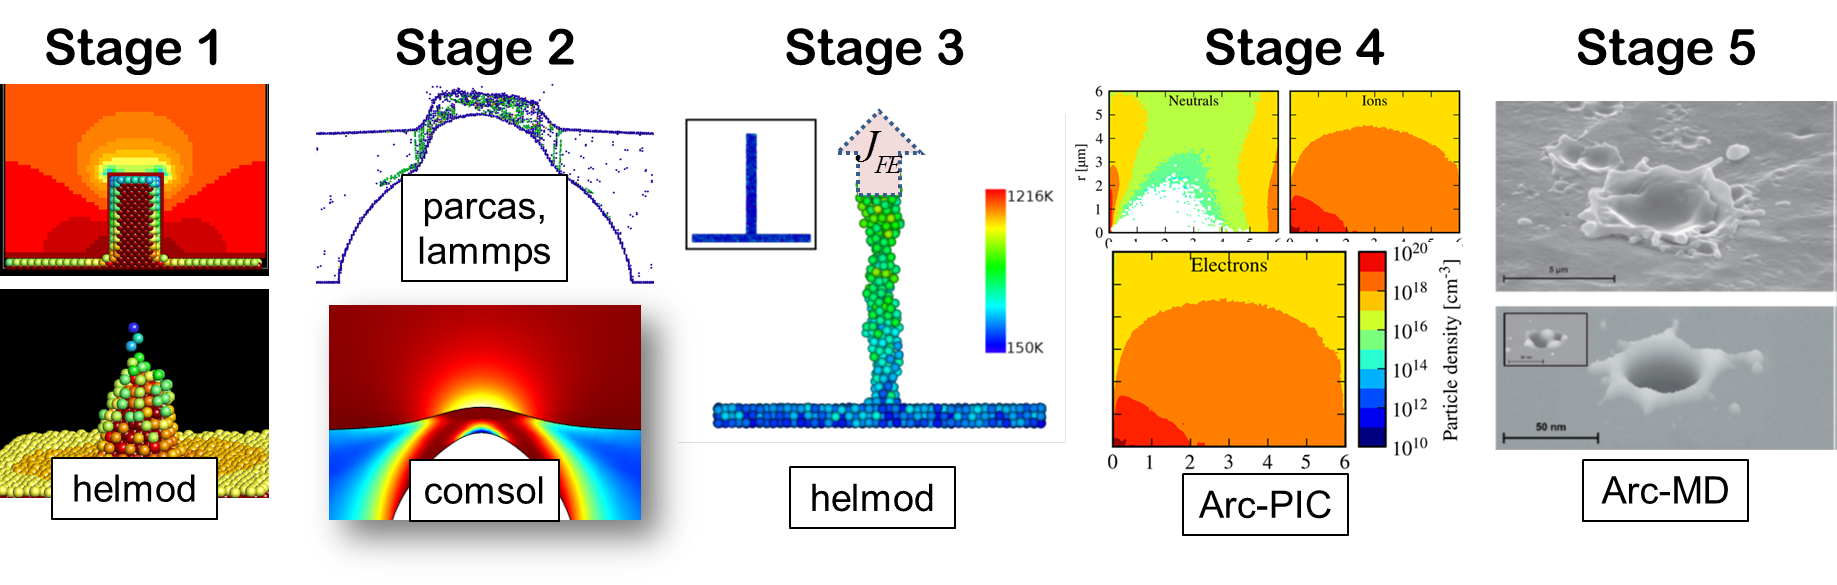 Stage 1
Stage 2
Stage 3
Stage 4
Stage 5
helmod
parcas,
lammps
comsol
J_FE
1216K
150K
helmod
Neutrals
Ions
6
5
4
3
2
1
0
r [µm]
Electrons
0 1 2 3 4 5 6
10^20
10^18
10^16
10^14
10^12
10^10
Particle density [cm^-3]
Arc-PIC
5 µm
50 nm
Arc-MD